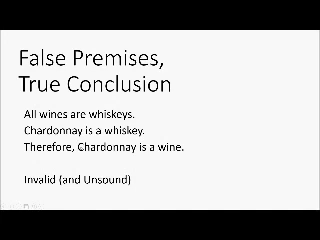 False Premises,
True Conclusion
All wines are whiskeys.
Chardonnay is a whiskey.
Therefore, Chardonnay is a wine.
Invalid (and Unsound)